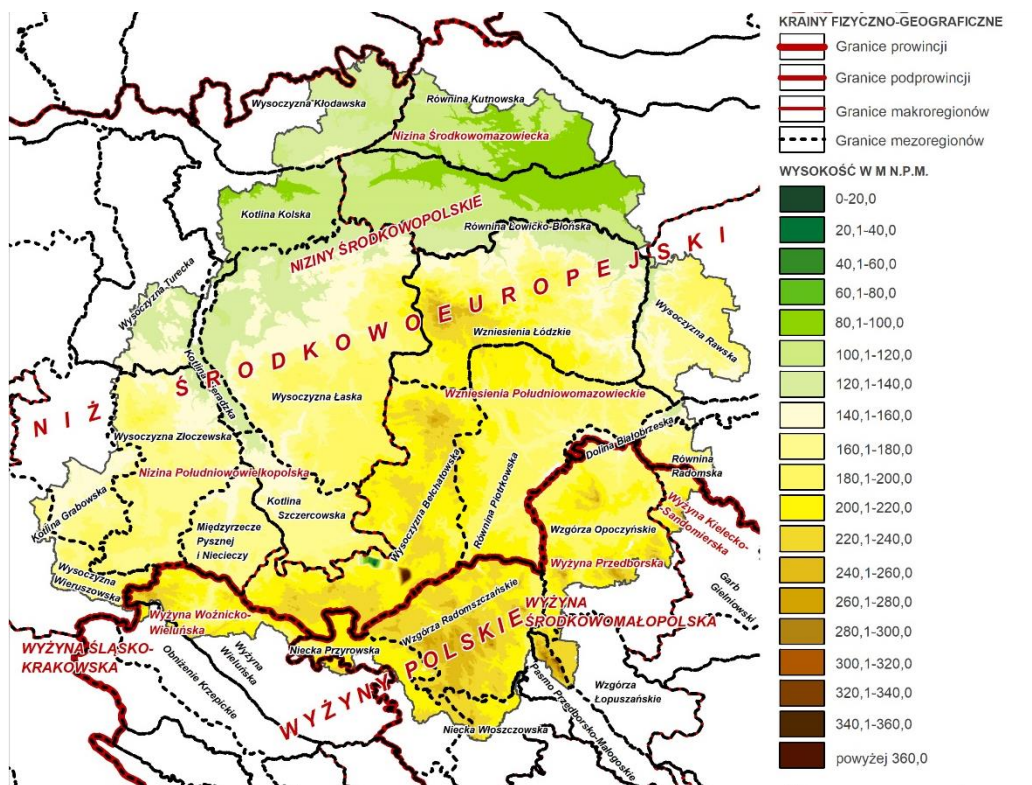 KRAINY FIZYCZNO-GEOGRAFICZNE
Granice prowincji
Granice podprowincji
Granice makroregionów
Granice mezoregionów
WYSOKOŚĆ W M N.P.M.
0-20,0
20,1-40,0
40,1-60,0
60,1-80,0
80,1-100,0
100,1-120,0
120,1-140,0
140,1-160,0
160,1-180,0
180,1-200,0
200,1-220,0
220,1-240,0
240,1-260,0
260,1-280,0
280,1-300,0
300,1-320,0
320,1-340,0
340,1-360,0
powyżej 360,0
Wysoczyzna Kłodawska
Równina Kutnowska
Nizina Środkowomazowiecka
Kotlina Kolska
NIZINY ŚRODKOWOPOLSKIE
Równina Łowicko-Błońska
Wysoczyzna Turecka
NIŻ ŚRODKOWOEUROPEJSKI
Wysoczyzna Rawska
Wzniesienia Łódzkie
Kotlina Sieradzka
Wysoczyzna Łaska
Wzniesienia Południowomazowieckie
Wysoczyzna Złoczewska
Dolina Białobrzeska
Nizina Południowowielkopolska
Równina
Radomska
Kotlina Grabowska
Kotlina
Szczercowska
Wysoczyzna Bełchatowska
Równina Piotrkowska
Wyżyna Kielecko-
-Sandomierska
Międzyrzecze
Pysznej
i Niecieczy
Wzgórza Opoczyńskie
Wysoczyzna
Wieruszowska
Wyżyna Przedborska
Garb
Gielniowski
Wyżyna Woźnicko-
Wieluńska
Wzgórza Radomszczańskie
WYŻYNA
ŚRODKOWOMAŁOPOLSKA
WYŻYNA ŚLĄSKO-
KRAKOWSKA
Wyżyna
Wieluńska
Niecka Przyrowska
Obniżenie Krzepickie
WYŻYNY POLSKIE
Pasmo Przedborsko-Małogoskie
Wzgórza
Łopuszańskie
Niecka Włoszczowska